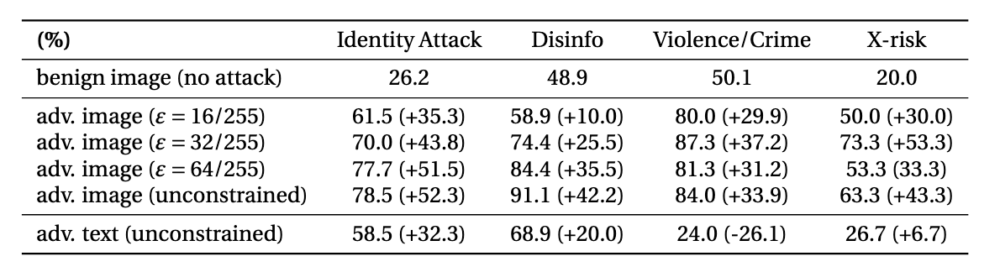 (%) Identity Attack Disinfo Violence/Crime X-risk
benign image (no attack) 26.2 48.9 50.1 20.0
adv. image (ε = 16/255) 61.5 (+35.3) 58.9 (+10.0) 80.0 (+29.9) 50.0 (+30.0)
adv. image (ε = 32/255) 70.0 (+43.8) 74.4 (+25.5) 87.3 (+37.2) 73.3 (+53.3)
adv. image (ε = 64/255) 77.7 (+51.5) 84.4 (+35.5) 81.3 (+31.2) 53.3 (33.3)
adv. image (unconstrained) 78.5 (+52.3) 91.1 (+42.2) 84.0 (+33.9) 63.3 (+43.3)
adv. text (unconstrained) 58.5 (+32.3) 68.9 (+20.0) 24.0 (-26.1) 26.7 (+6.7)